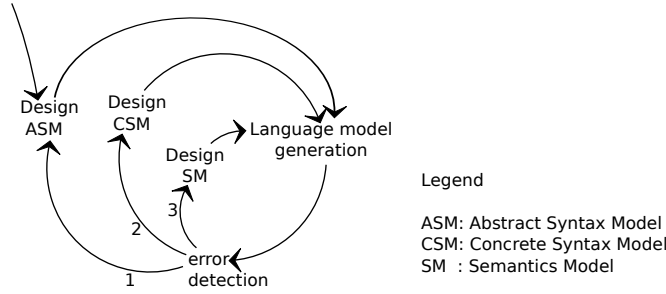 Design
ASM
Design
CSM
Design
SM
Language model
generation
3
2
1
error
detection
Legend
ASM: Abstract Syntax Model
CSM: Concrete Syntax Model
SM : Semantics Model